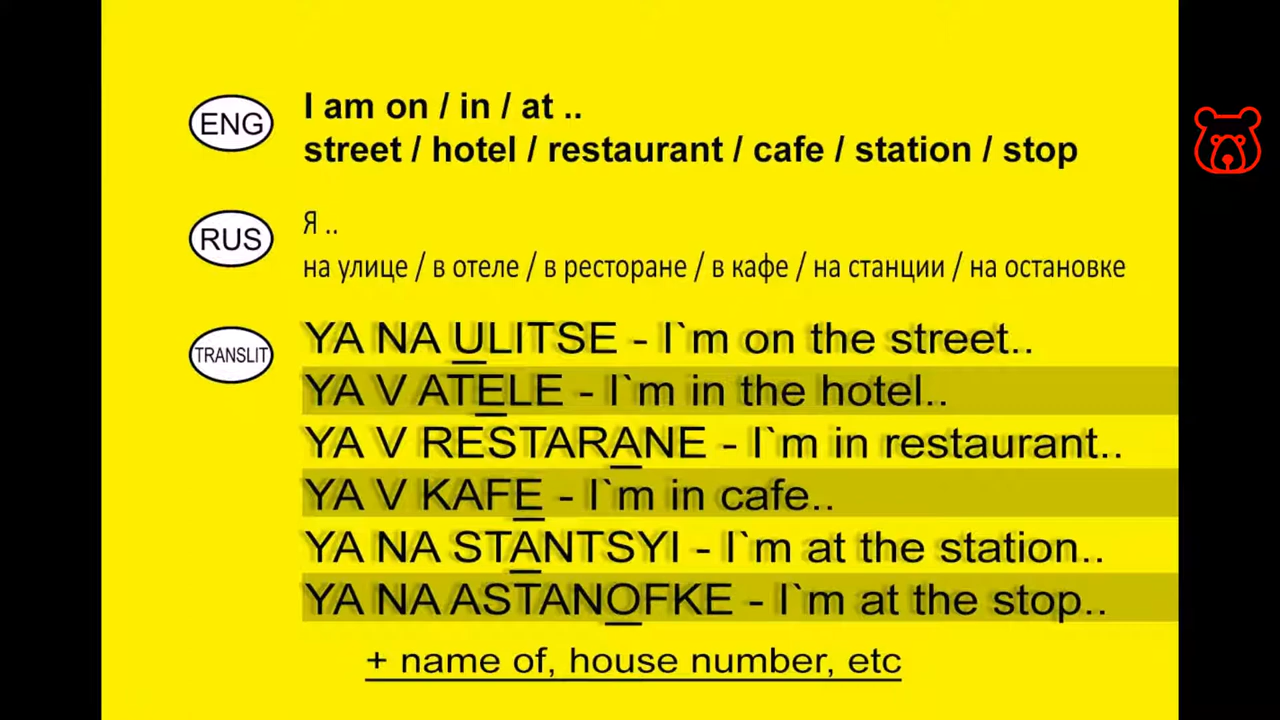 ENG
I am on / in / at ..
street / hotel / restaurant / cafe / station / stop
RUS
Я ..
на улице / в отеле / в ресторане / в кафе / на станции / на остановке
TRANSLIT
YA NA ULITSE - I`m on the street..
YA V ATELE - I`m in the hotel..
YA V RESTARANE - I`m in restaurant..
YA V KAFE - I`m in cafe..
YA NA STANTSYI - I`m at the station..
YA NA ASTANOFKE - I`m at the stop..
+ name of, house number, etc